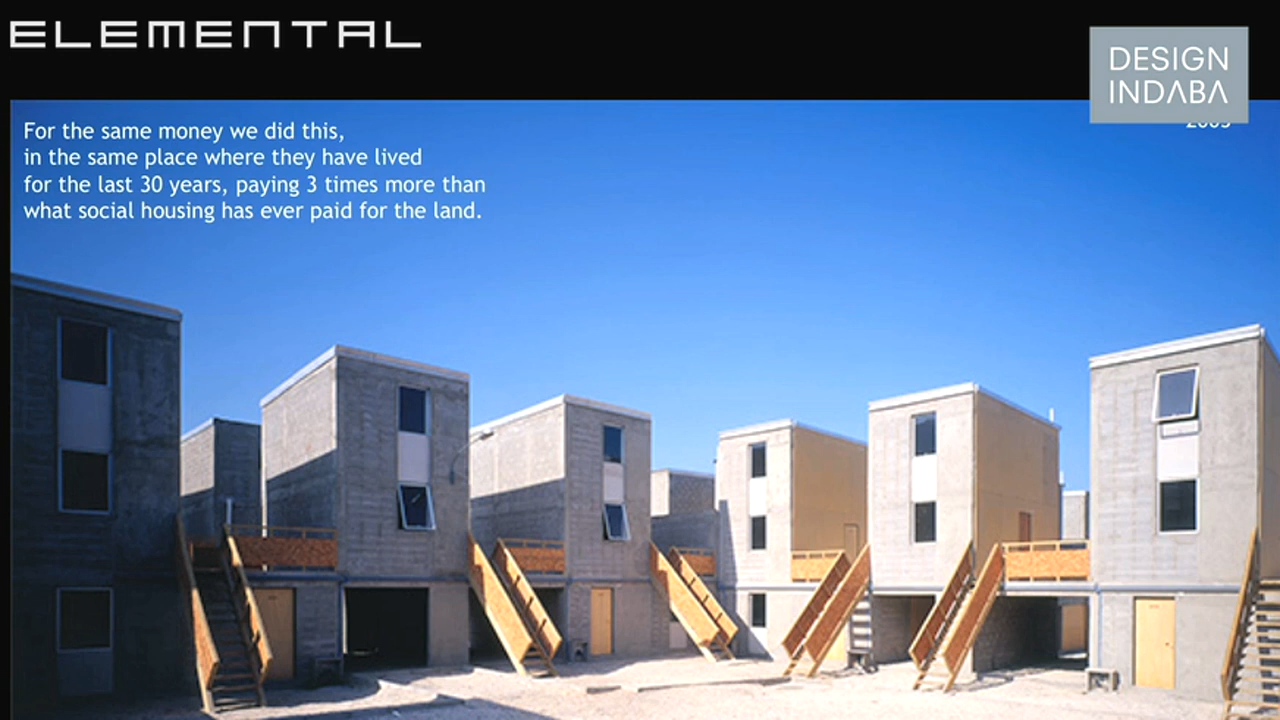 ELEMENTAL
DESIGN
INDABA
For the same money we did this,
in the same place where they have lived
for the last 30 years, paying 3 times more than
what social housing has ever paid for the land.